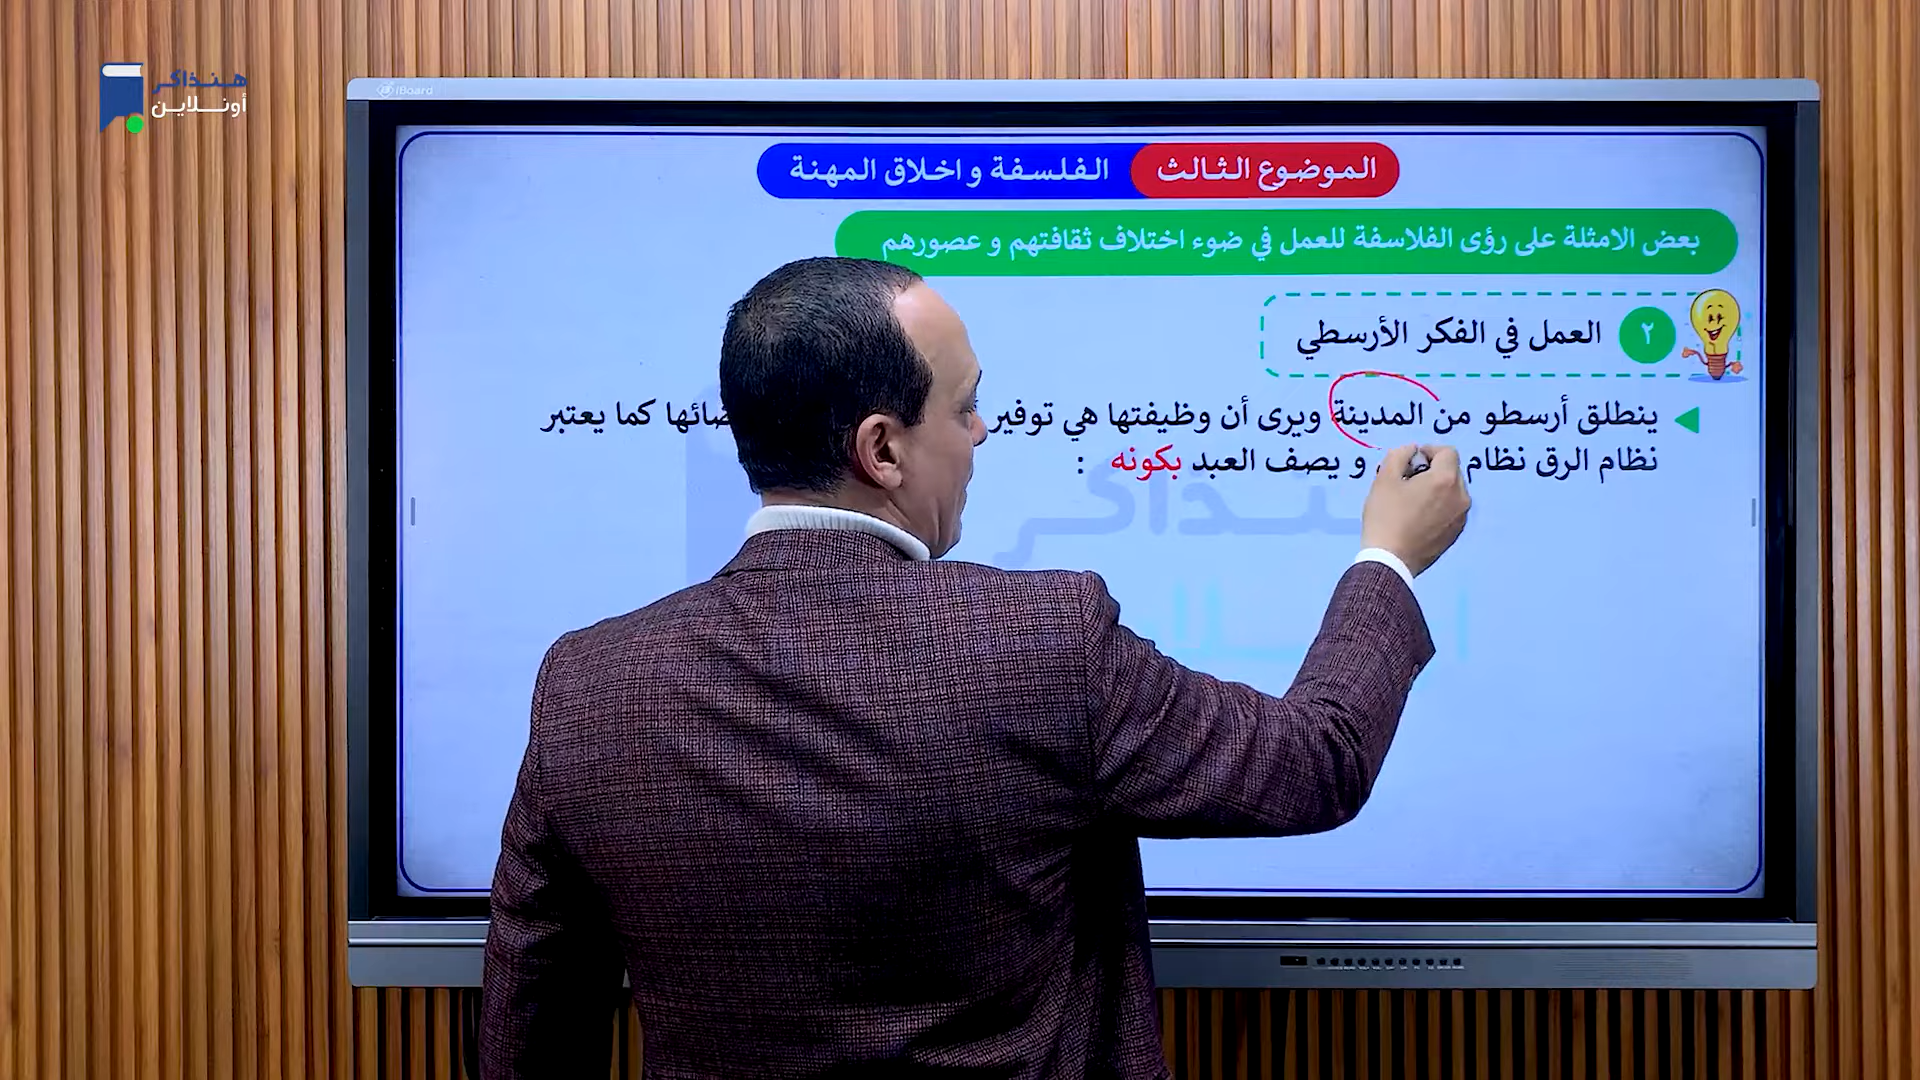 هنذاكر
أونلاين
iBoard
الموضوع الثالث
الفلسفة و اخلاق المهنة
بعض الامثلة على رؤى الفلاسفة للعمل في ضوء اختلاف ثقافتهم و عصورهم
٢ العمل في الفكر الأرسطي
ينطلق أرسطو من المدينة ويرى أن وظيفتها هي توفير كما يعتبر
نظام الرق نظام و يصف العبد بكونه :